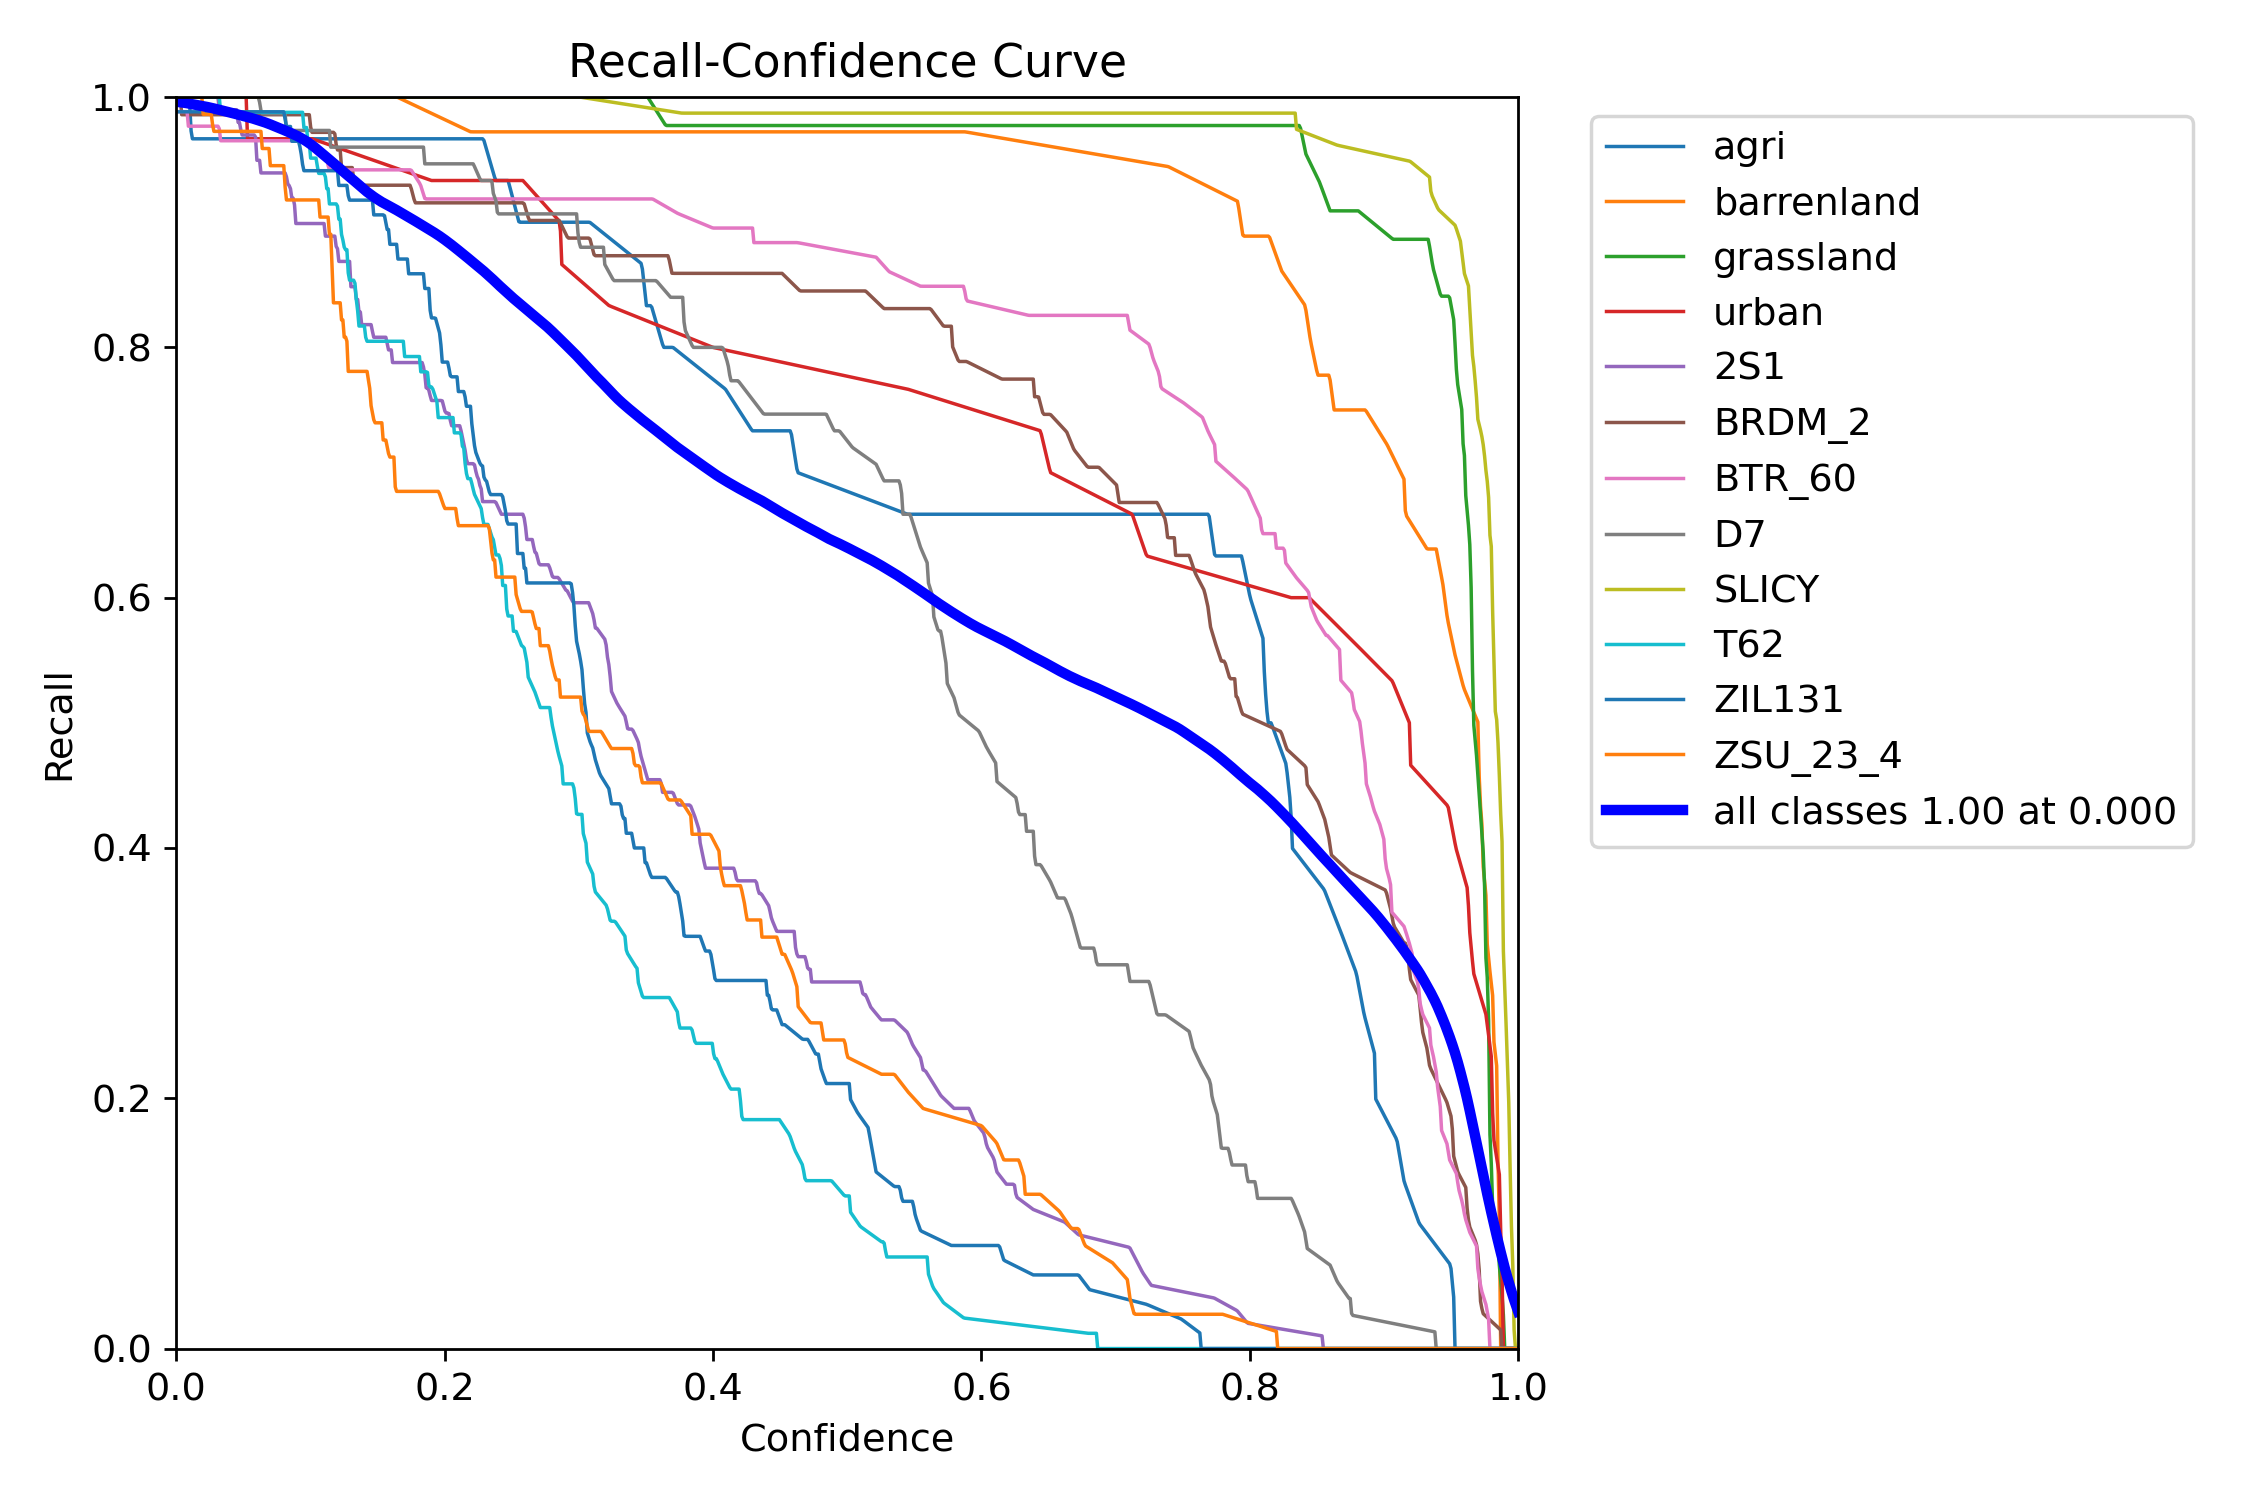 Recall-Confidence Curve
1.0
0.8
0.6
0.4
0.2
0.0
Recall
0.0 0.2 0.4 0.6 0.8 1.0
Confidence
agri
barrenland
grassland
urban
2S1
BRDM_2
BTR_60
D7
SLICY
T62
ZIL131
ZSU_23_4
all classes 1.00 at 0.000